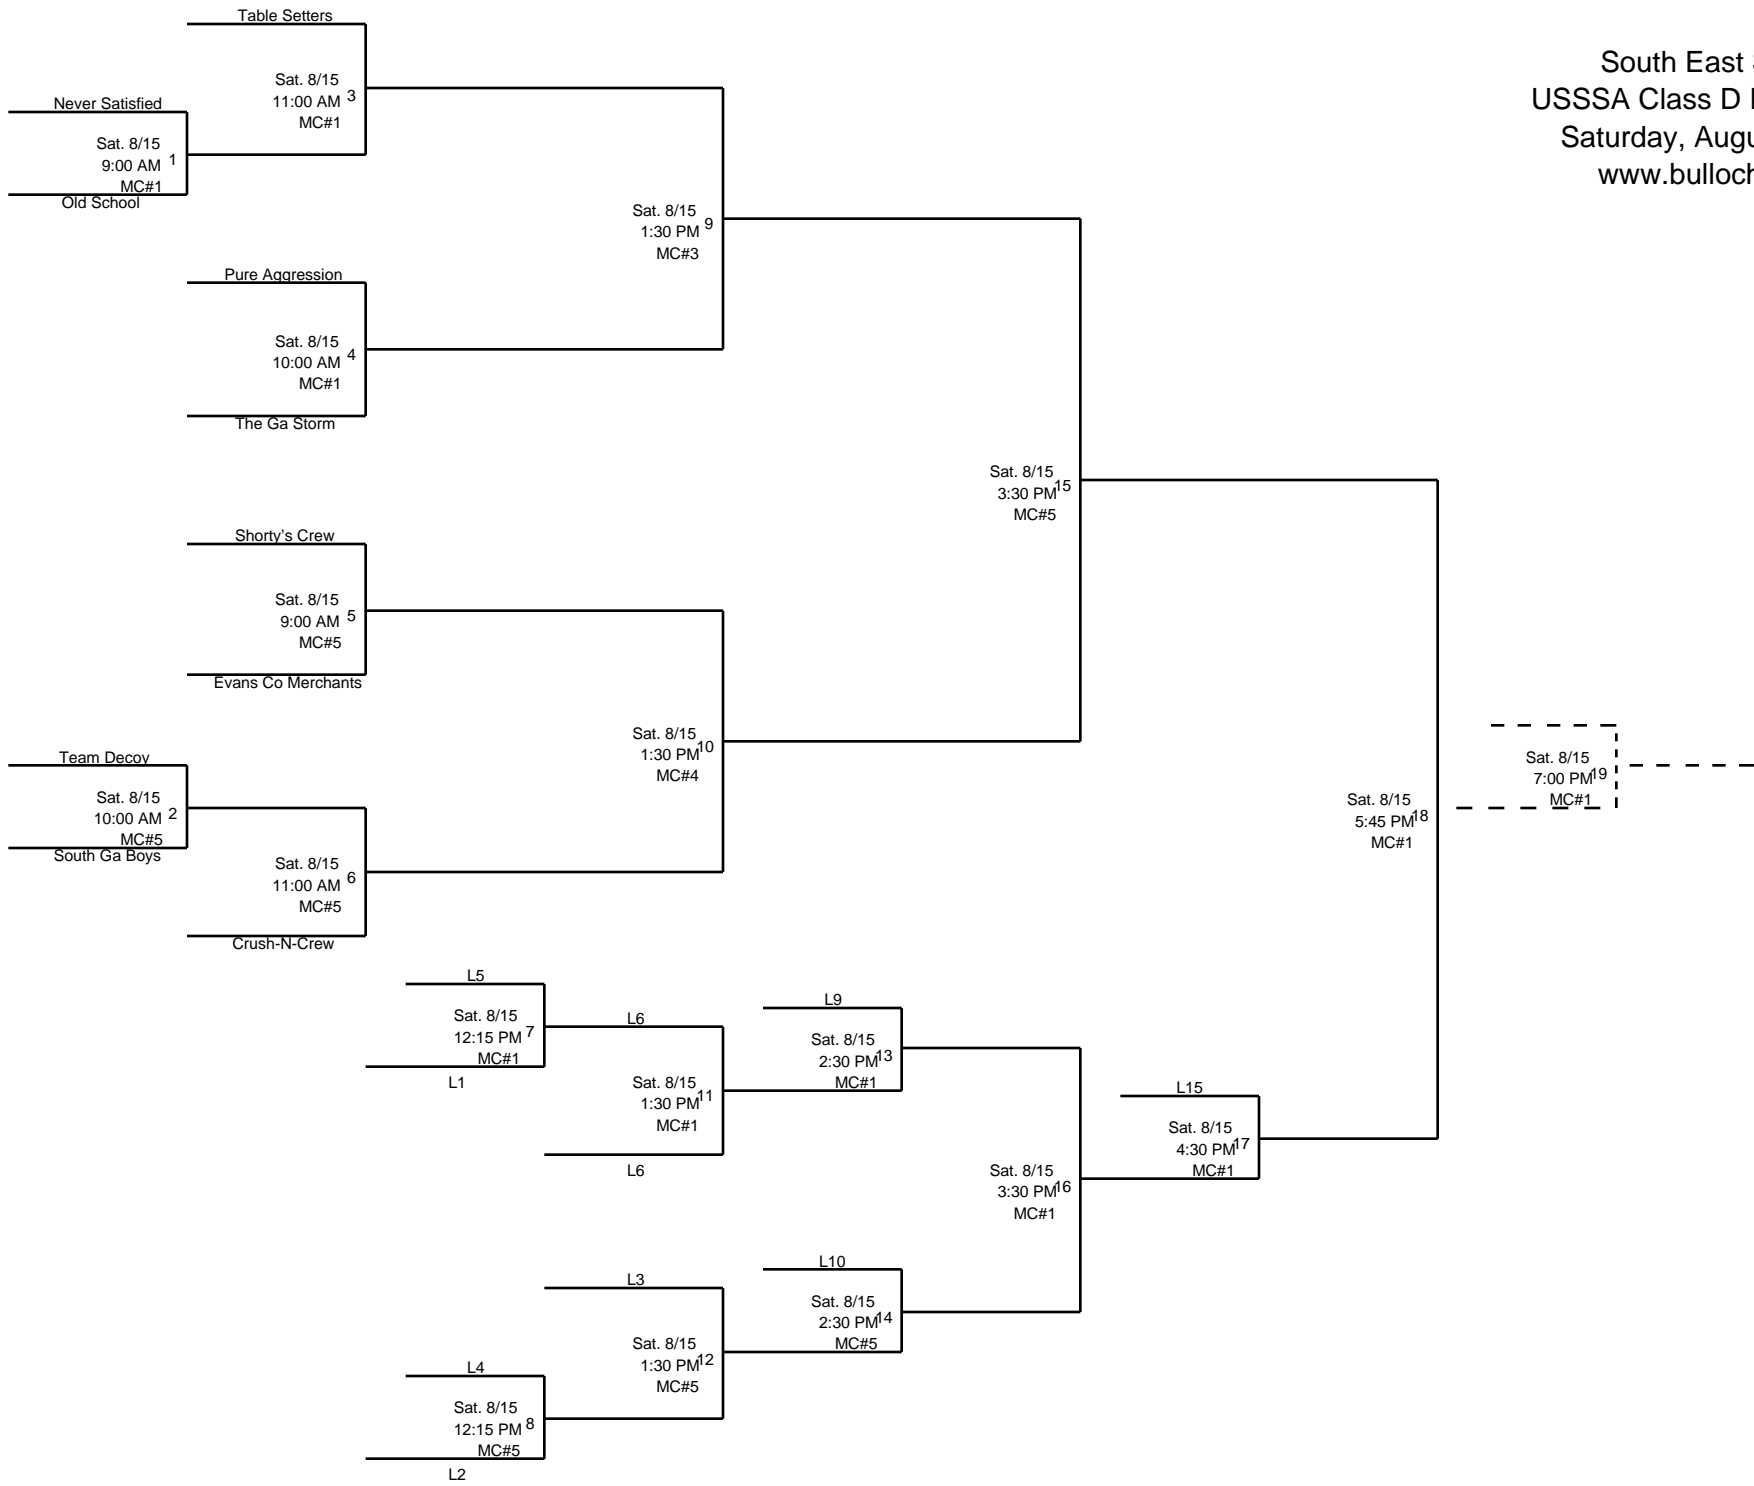 Table Setters
South East
Sat. 8/15
11:00 AM 3
MC#1
USSSA Class D
Never Satisfied
Saturday, Augu
Sat. 8/15
9:00 AM 1
MC#1
Old School
www.bulloch
Sat. 8/15
1:30 PM 9
MC#3
Pure Aggression
Sat. 8/15
10:00 AM 4
MC#1
The Ga Storm
Sat. 8/15
3:30 PM 15
MC#5
Shorty's Crew
Sat. 8/15
9:00 AM 5
MC#5
Evans Co Merchants
Sat. 8/15
1:30 PM 10
MC#4
Team Decoy
Sat. 8/15
10:00 AM 2
MC#5
South Ga Boys
Sat. 8/15
7:00 PM 19
MC#1
Sat. 8/15
5:45 PM 18
MC#1
Sat. 8/15
11:00 AM 6
MC#5
Crush-N-Crew
L5
Sat. 8/15
12:15 PM 7
MC#1
L1
L6
Sat. 8/15
1:30 PM 11
MC#1
L6
L9
Sat. 8/15
2:30 PM 13
MC#1
L15
Sat. 8/15
4:30 PM 17
MC#1
Sat. 8/15
3:30 PM 16
MC#1
L3
Sat. 8/15
1:30 PM 12
MC#5
L10
Sat. 8/15
2:30 PM 14
MC#5
L4
Sat. 8/15
12:15 PM 8
MC#5
L2